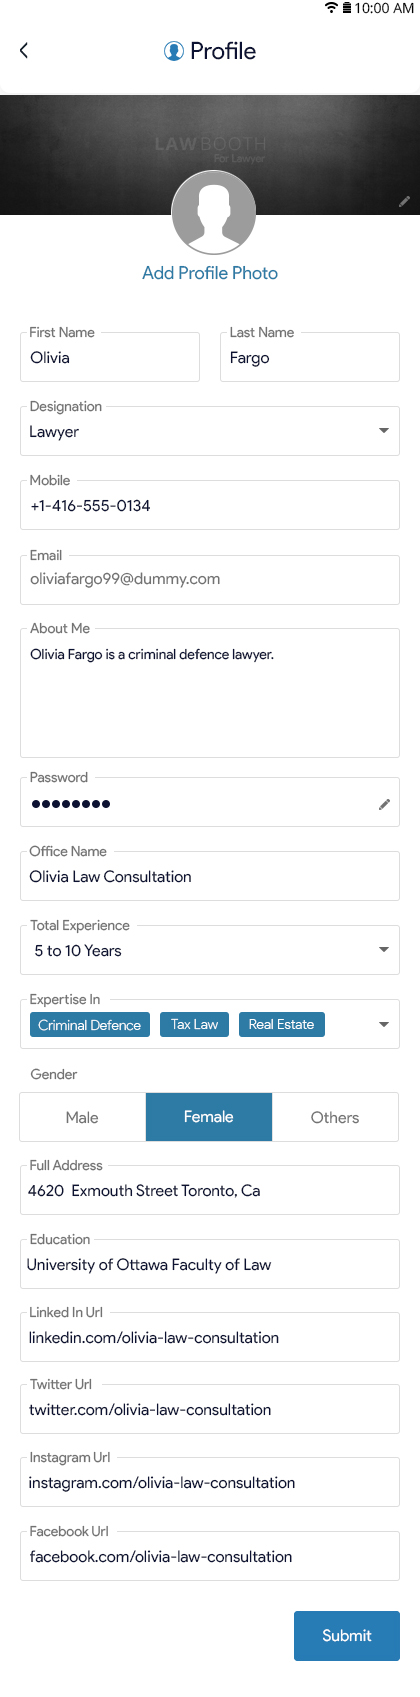 10:00 AM
Profile
LAWBOOTH
For Lawyer
Add Profile Photo
First Name
Olivia
Last Name
Fargo
Designation
Lawyer
Mobile
+1-416-555-0134
Email
oliviafargo99@dummy.com
About Me
Olivia Fargo is a criminal defence lawyer.
Password
Office Name
Olivia Law Consultation
Total Experience
5 to 10 Years
Expertise In
Criminal Defence Tax Law Real Estate
Gender
Male Female Others
Full Address
4620 Exmouth Street Toronto, Ca
Education
University of Ottawa Faculty of Law
Linked In Url
linkedin.com/olivia-law-consultation
Twitter Url
twitter.com/olivia-law-consultation
Instagram Url
instagram.com/olivia-law-consultation
Facebook Url
facebook.com/olivia-law-consultation
Submit